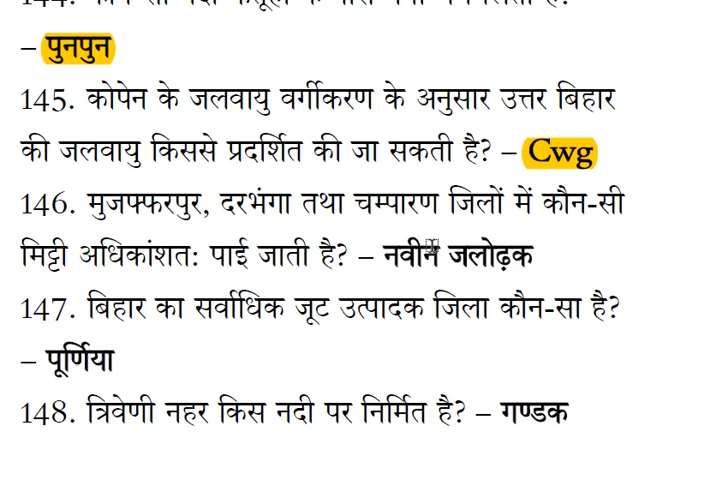 – पुनपुन
145. कोपेन के जलवायु वर्गीकरण के अनुसार उत्तर बिहार
की जलवायु किससे प्रदर्शित की जा सकती है? – Cwg
146. मुजफ्फरपुर, दरभंगा तथा चम्पारण जिलों में कौन-सी
मिट्टी अधिकांशत: पाई जाती है? – नवीन जलोढ़क
147. बिहार का सर्वाधिक जूट उत्पादक जिला कौन-सा है?
– पूर्णिया
148. त्रिवेणी नहर किस नदी पर निर्मित है? – गण्डक